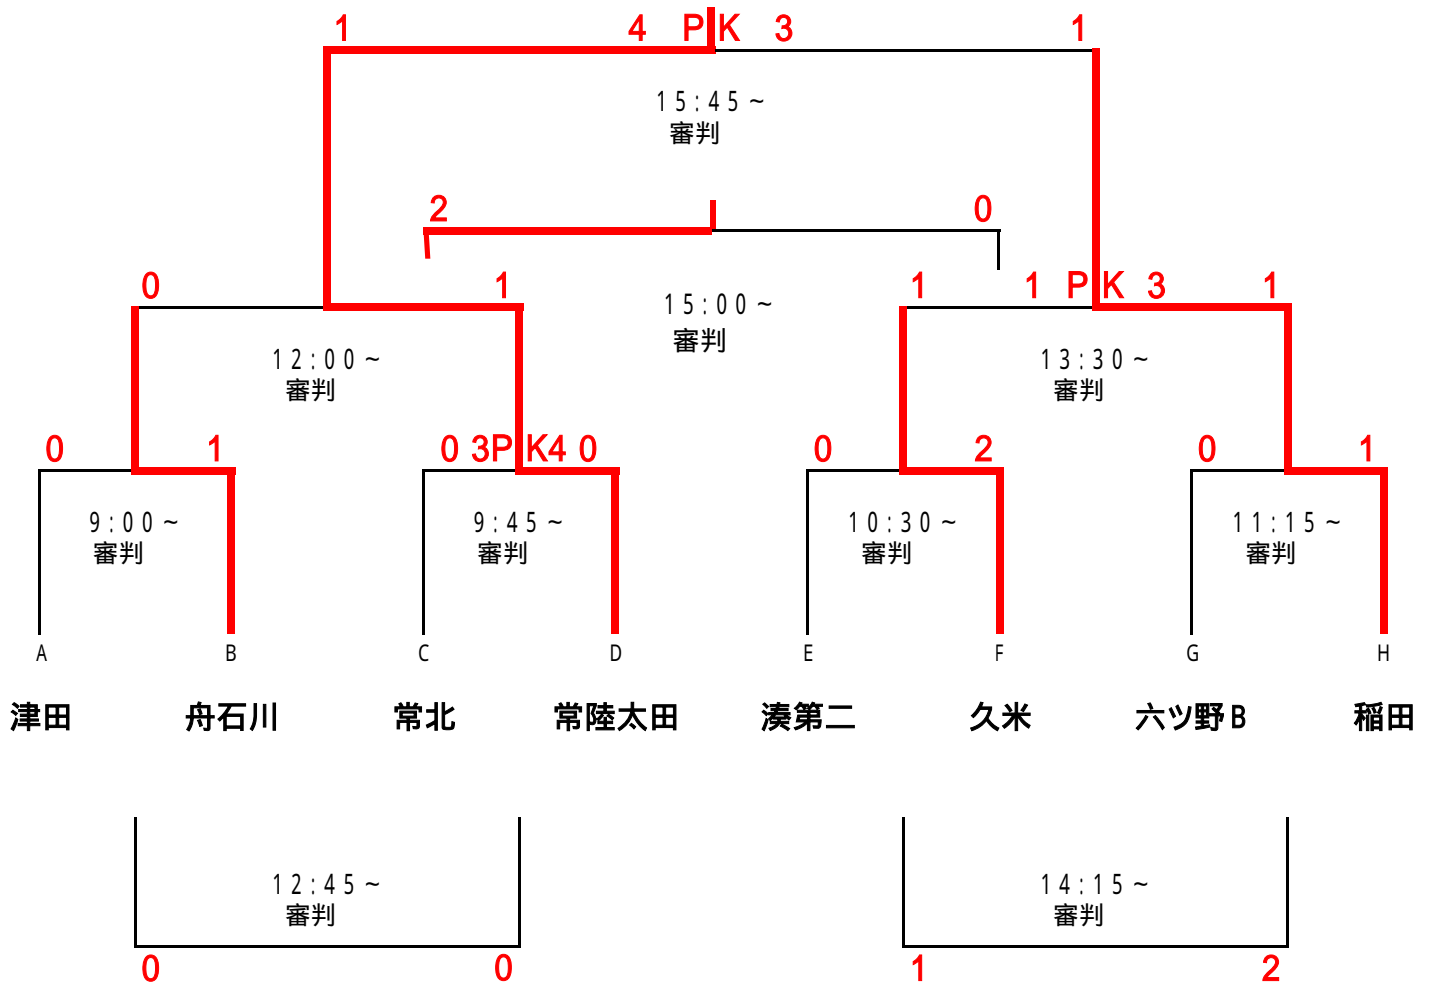 1 4 PK 3 1
15:45~
審判
2 0
0 1 1 1 PK 3 1
15:00~
審判
12:00~ 13:30~
審判 審判
0 1 0 3PK4 0 0 2 0 1
9:00~ 9:45~ 10:30~ 11:15~
審判 審判 審判 審判
A B C D E F G H
津田 舟石川 常北 常陸太田 湊第二 久米 六ツ野B 稲田
12:45~ 14:15~
審判 審判
0 0 1 2